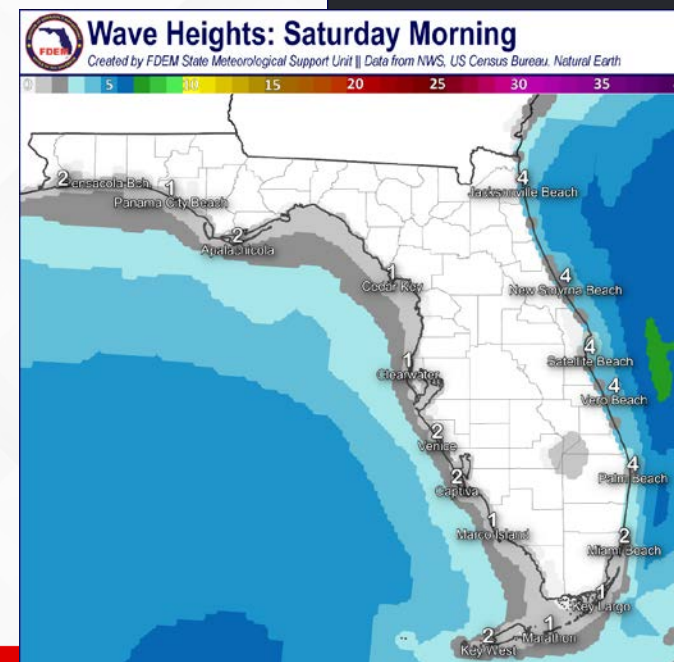 FDEM
Wave Heights: Saturday Morning
Created by FDEM State Meteorological Support Unit || Data from NWS, US Census Bureau, Natural Earth
0 5 10 15 20 25 30 35
2
Pensacola Bch.
1
Panama City Beach
2
Apalachicola
4
Jacksonville Beach
1
Cedar Key
4
New Smyrna Beach
1
Clearwater
4
Satellite Beach
4
Vero Beach
2
Venice
2
Captiva
4
Palm Beach
1
Marco Island
2
Miami Beach
1
Key Largo
1
Marathon
2
Key West